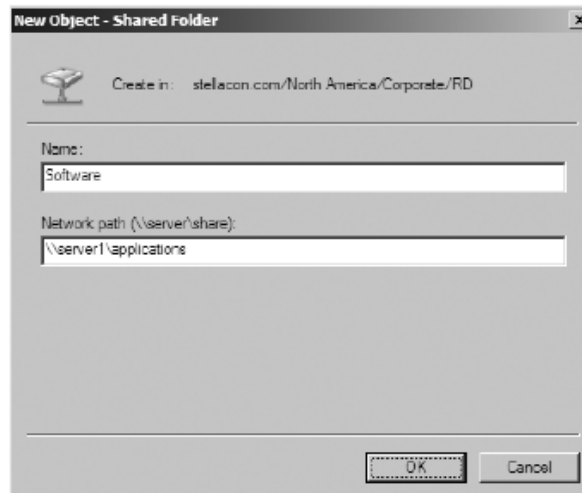 New Object - Shared Folder
Create in: stellacon.com/North America/Corporate/RD
Name:
Software
Network path (\\server\share):
\\server1\applications
OK
Cancel